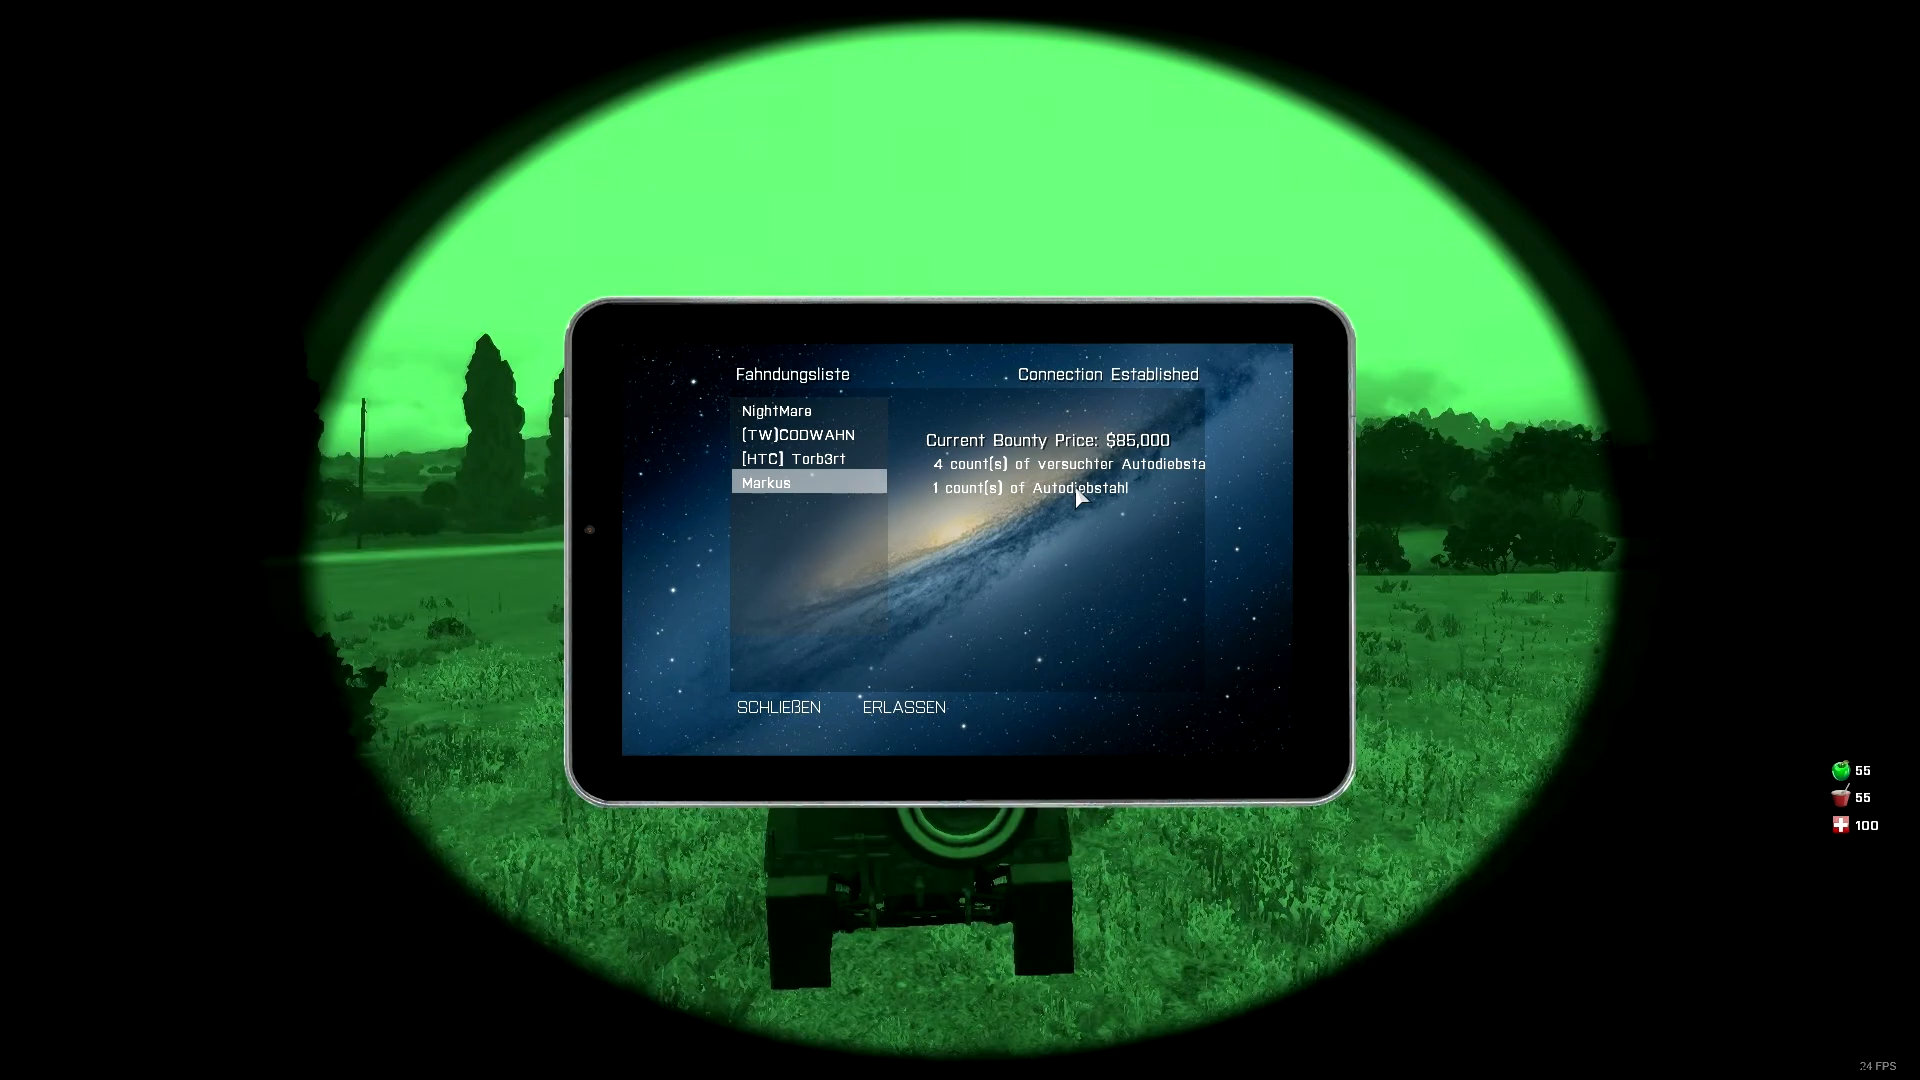 Fahndungsliste
Connection Established
NightMare
(TW)CODWAHN
[HTC] Torb3rt
Markus
Current Bounty Price: $85,000
4 count(s) of versuchter Autodiebsta
1 count(s) of Autodiebstahl
SCHLIEßEN
ERLASSEN
55
55
100
24 FPS